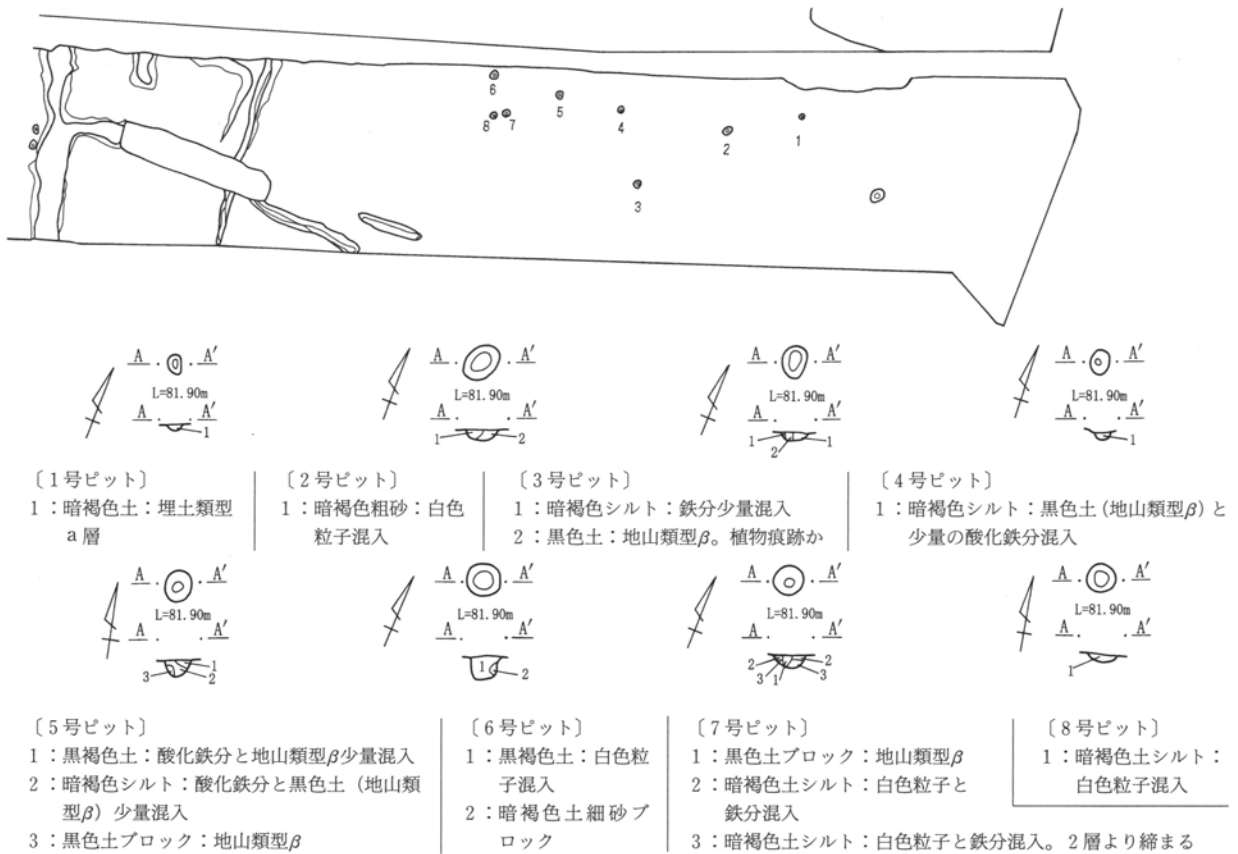 6
5
8 7
4
2
1
3
A A′
L=81.90m
A A′
1
A A′
L=81.90m
A A′
1 2
A A′
L=81.90m
A A′
1 1
2
A A′
L=81.90m
A A′
1
〔1号ピット〕
1：暗褐色土：埋土類型
a層
〔2号ピット〕
1：暗褐色粗砂：白色
粒子混入
〔3号ピット〕
1：暗褐色シルト：鉄分少量混入
2：黒色土：地山類型β。植物痕跡か
〔4号ピット〕
1：暗褐色シルト：黒色土（地山類型β）と
少量の酸化鉄分混入
A A′
L=81.90m
A A′
1
3 2
A A′
L=81.90m
A A′
1 2
A A′
L=81.90m
A A′
2 2
3 1 3
A A′
L=81.90m
A A′
1
〔5号ピット〕
1：黒褐色土：酸化鉄分と地山類型β少量混入
2：暗褐色シルト：酸化鉄分と黒色土（地山類
型β）少量混入
3：黒色土ブロック：地山類型β
〔6号ピット〕
1：黒褐色土：白色粒
子混入
2：暗褐色土細砂ブ
ロック
〔7号ピット〕
1：黒色土ブロック：地山類型β
2：暗褐色土シルト：白色粒子と
鉄分混入
3：暗褐色土シルト：白色粒子と鉄分混入。2層より締まる
〔8号ピット〕
1：暗褐色土シルト：
白色粒子混入